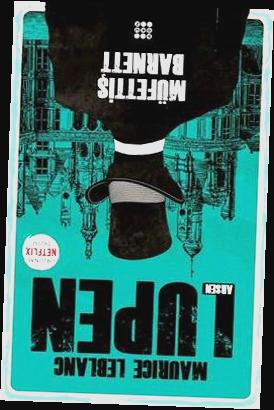 MAURICE LEBLANC
ARSEN
LUPEN
NETFLIX
MÜFETTİŞ
BARNETT